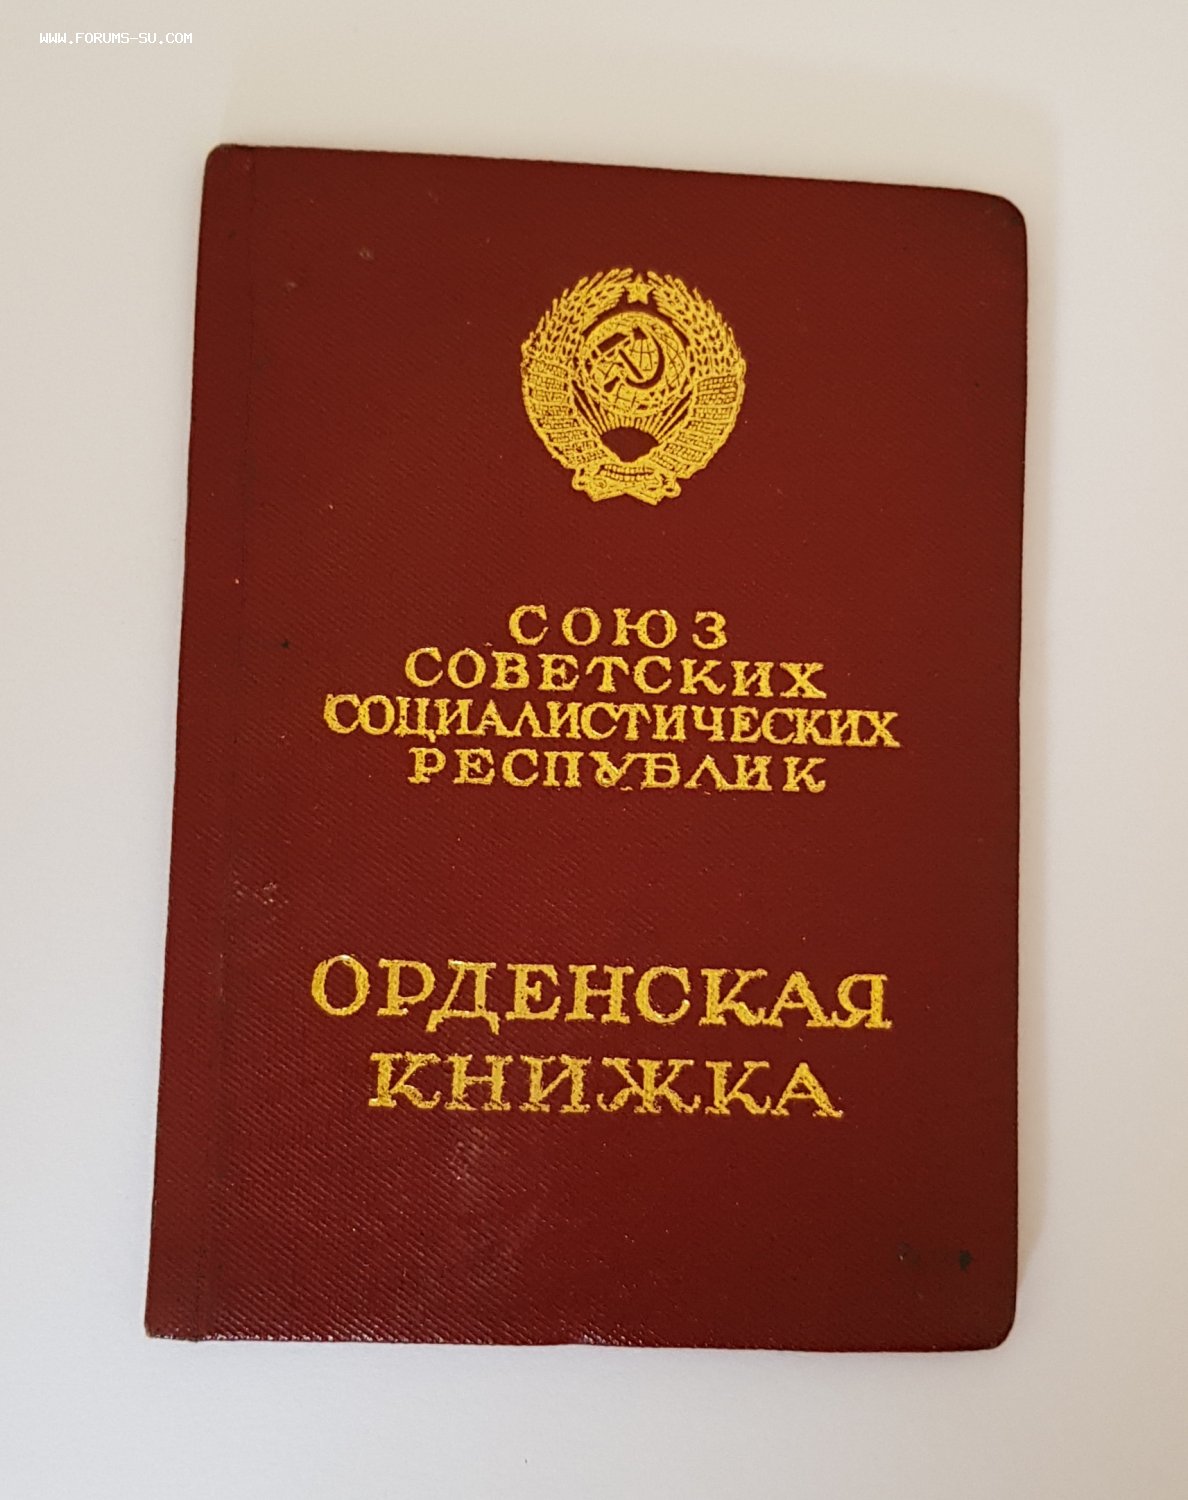 WWW.FORUMS-SU.COM
СОЮЗ
СОВЕТСКИХ
СОЦИАЛИСТИЧЕСКИХ
РЕСПУБЛИК
ОРДЕНСКАЯ
КНИЖКА